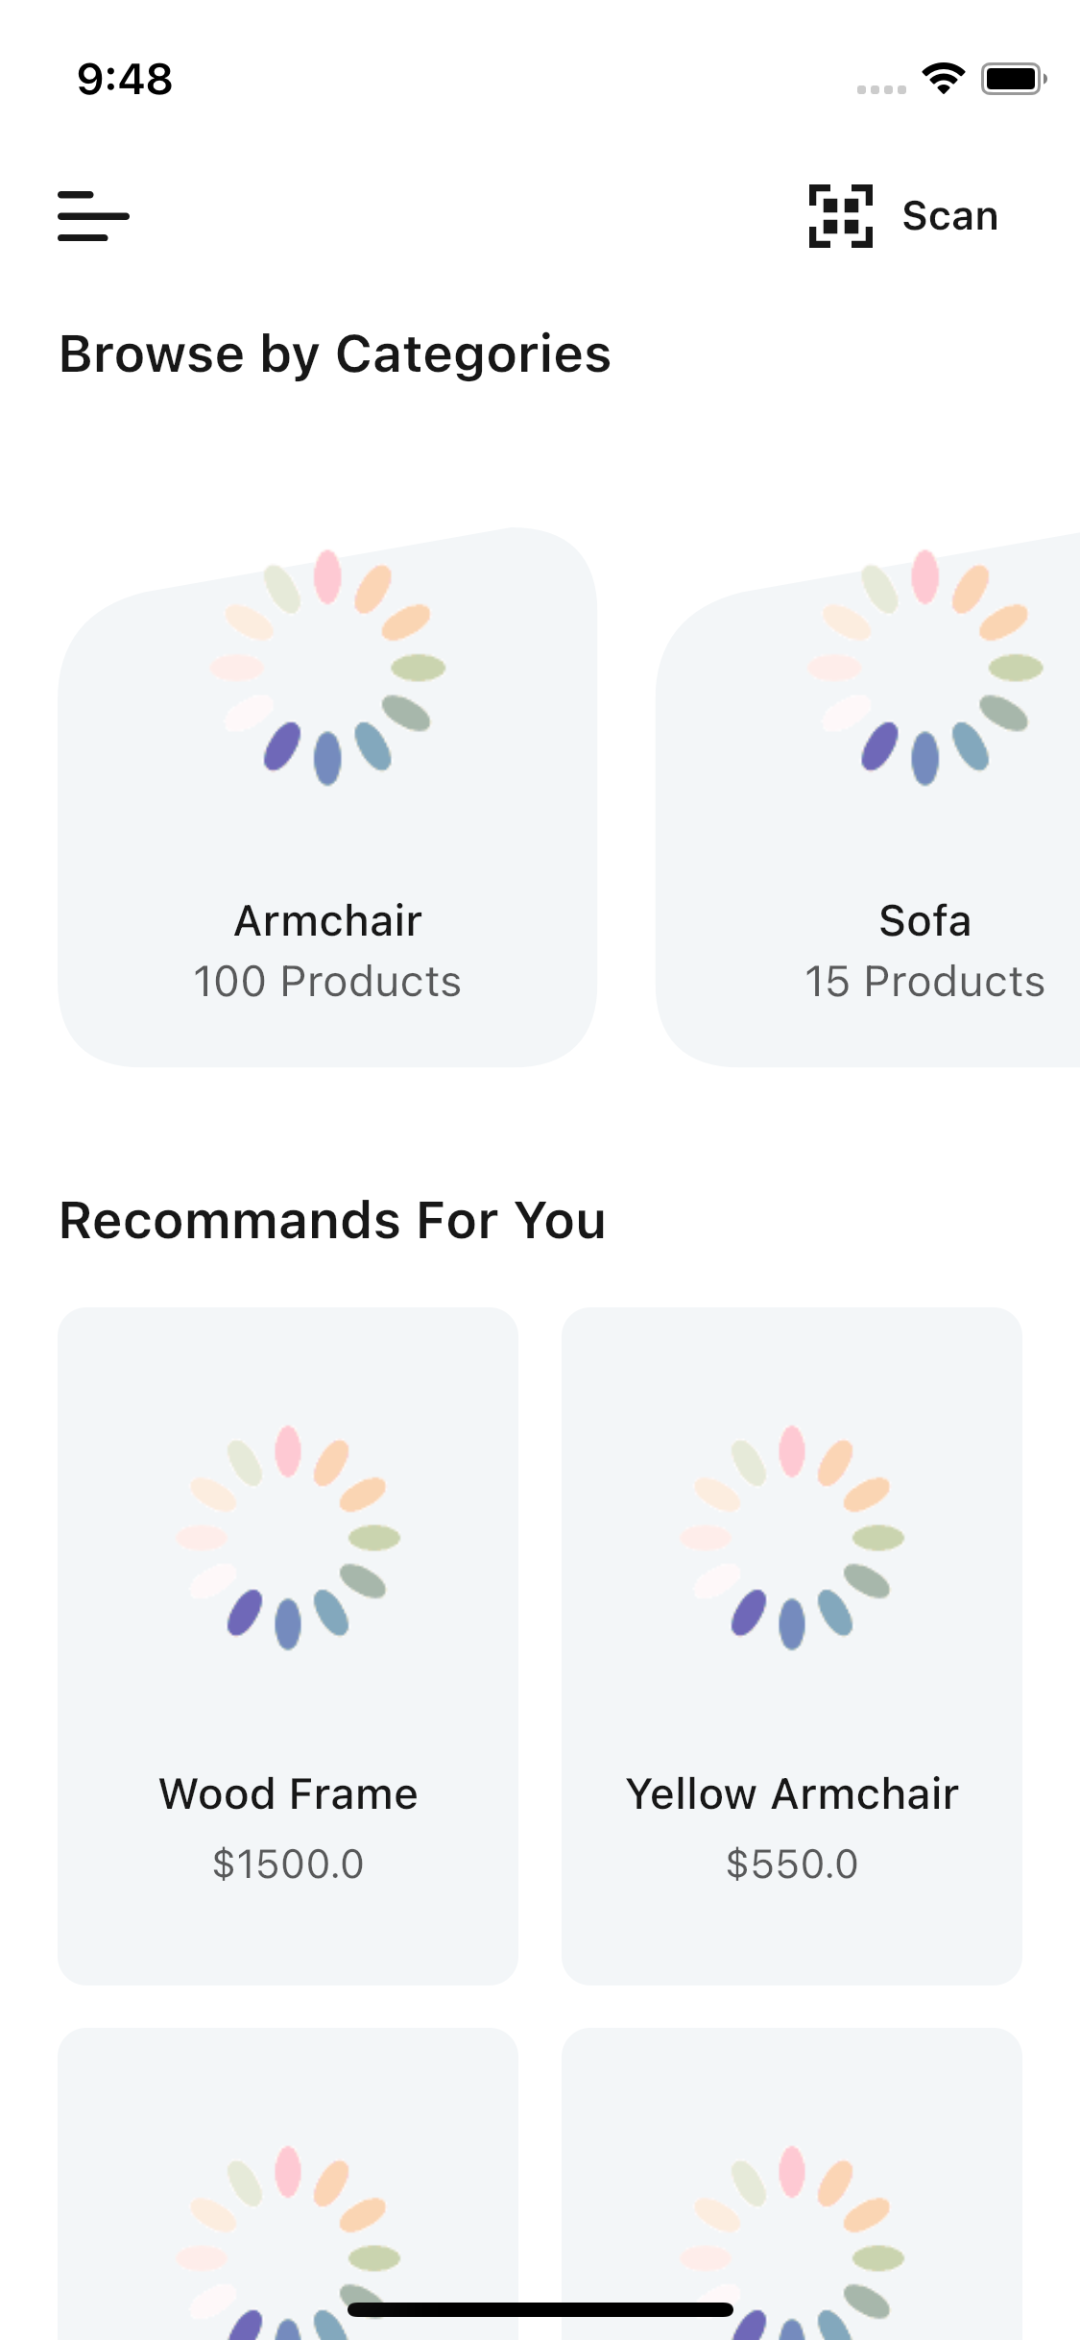 9:48
Scan
Browse by Categories
Armchair
100 Products
Sofa
15 Products
Recommands For You
Wood Frame
$1500.0
Yellow Armchair
$550.0